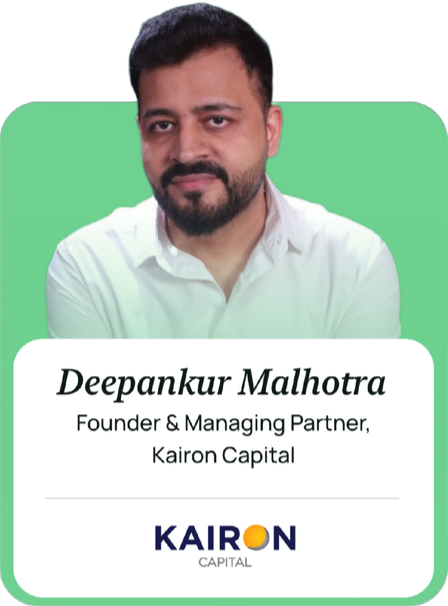 Deepankur Malhotra
Founder & Managing Partner,
Kairon Capital
KAIRON
CAPITAL